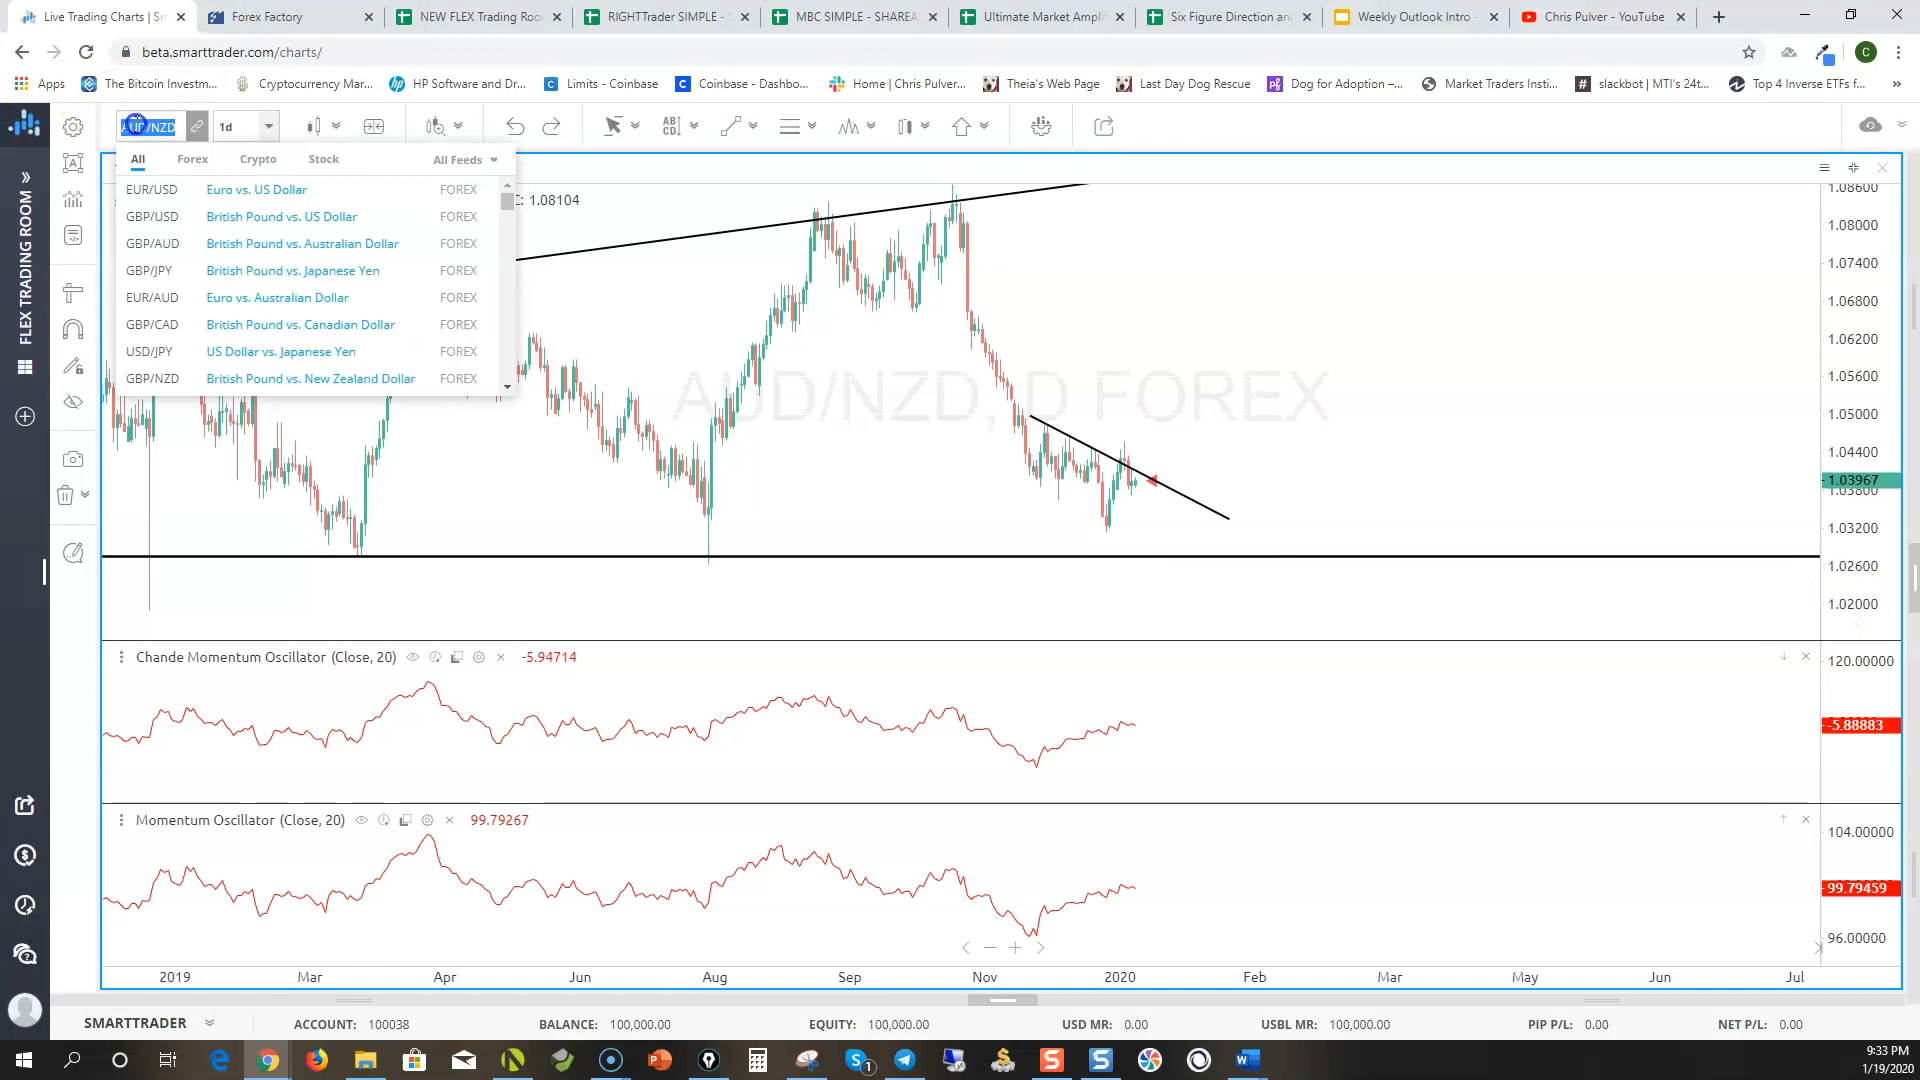 Live Trading Charts | Sm
Forex Factory
NEW FLEX Trading Roo
RIGHTTrader SIMPLE - S
MBC SIMPLE - SHAREA
Ultimate Market Amplif
Six Figure Direction an
Weekly Outlook Intro -
Chris Pulver - YouTube
beta.smarttrader.com/charts/
C
Apps
The Bitcoin Investm...
Cryptocurrency Mar...
HP Software and Dr...
Limits - Coinbase
Coinbase - Dashbo...
Home | Chris Pulver...
Theia's Web Page
Last Day Dog Rescue
Dog for Adoption –...
Market Traders Insti...
slackbot | MTI's 24t...
Top 4 Inverse ETFs f...
»
AUD/NZD
1d
FLEX TRADING ROOM
All
Forex
Crypto
Stock
All Feeds
EUR/USD Euro vs. US Dollar FOREX
GBP/USD British Pound vs. US Dollar FOREX
GBP/AUD British Pound vs. Australian Dollar FOREX
GBP/JPY British Pound vs. Japanese Yen FOREX
EUR/AUD Euro vs. Australian Dollar FOREX
GBP/CAD British Pound vs. Canadian Dollar FOREX
USD/JPY US Dollar vs. Japanese Yen FOREX
GBP/NZD British Pound vs. New Zealand Dollar FOREX
C: 1.08104
AUD/NZD, D FOREX
1.08600
1.08000
1.07400
1.06800
1.06200
1.05600
1.05000
1.04400
1.03967
1.03800
1.03200
1.02600
1.02000
Chande Momentum Oscillator (Close, 20) -5.94714
120.00000
-5.88883
Momentum Oscillator (Close, 20) 99.79267
104.00000
99.79459
96.00000
2019 Mar Apr Jun Aug Sep Nov 2020 Feb Mar May Jun Jul
SMARTTRADER
ACCOUNT: 100038
BALANCE: 100,000.00
EQUITY: 100,000.00
USD MR: 0.00
USBL MR: 100,000.00
PIP P/L: 0.00
NET P/L: 0.00
9:33 PM
1/19/2020